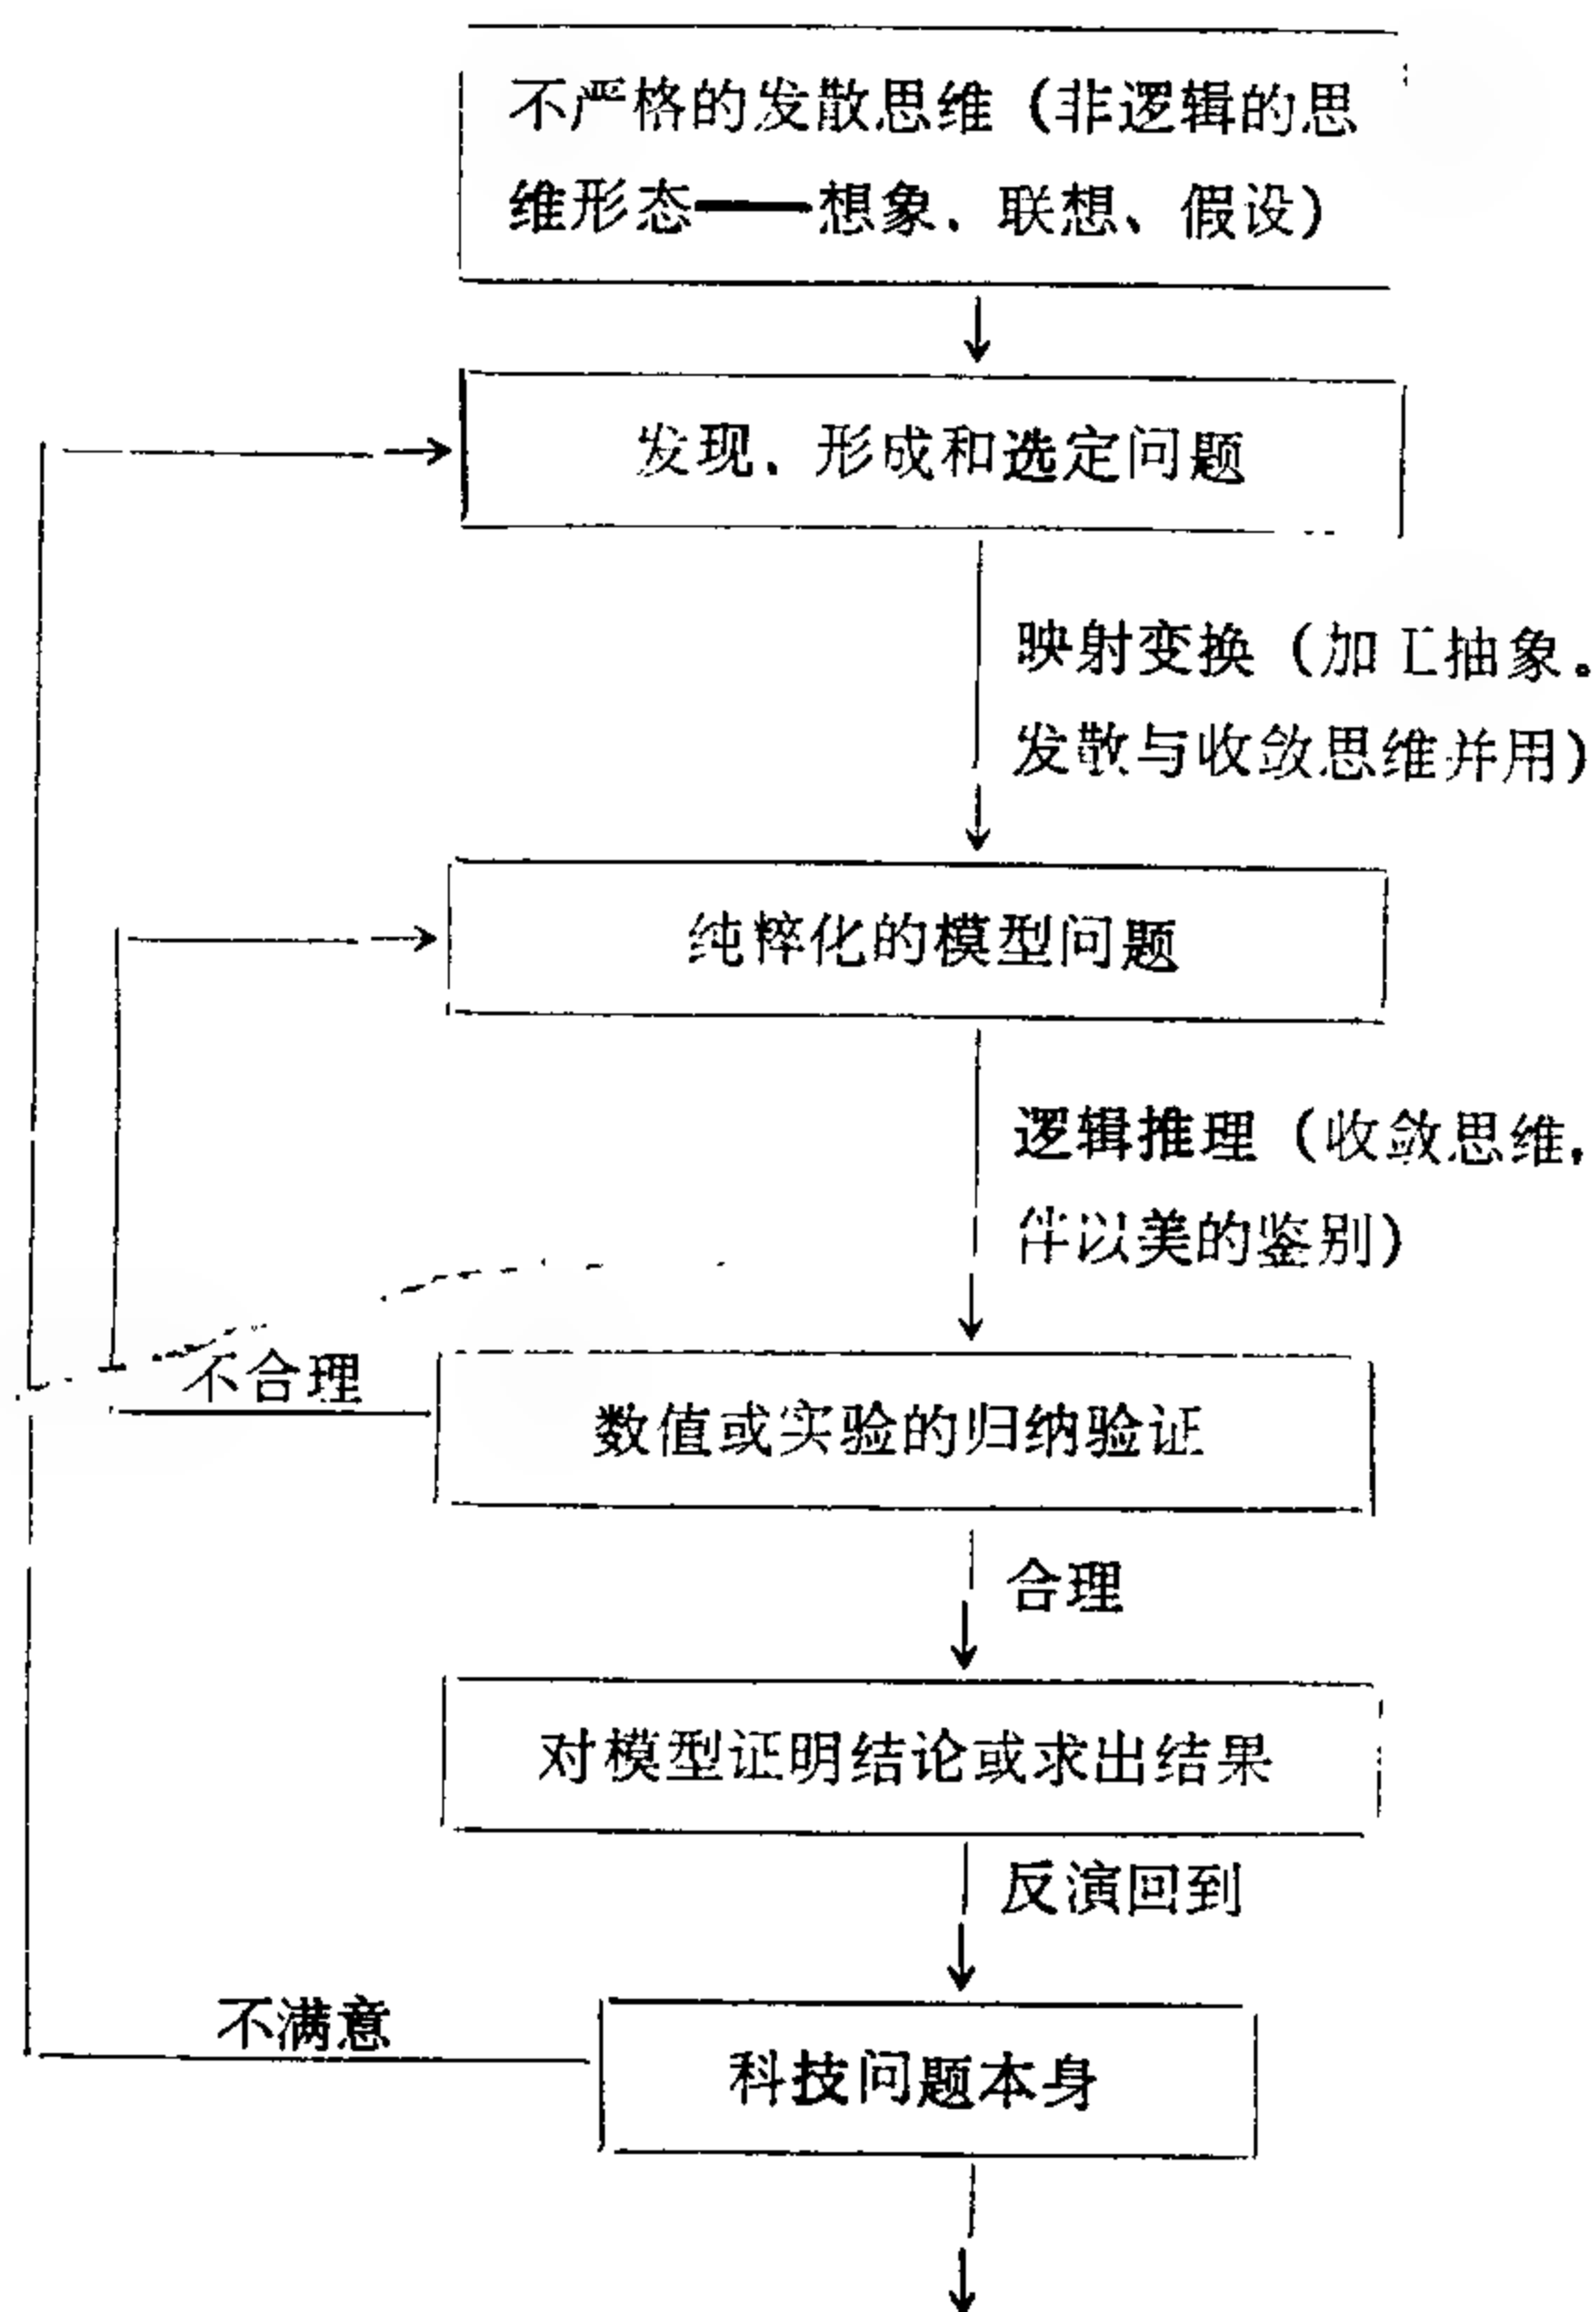 不严格的发散思维（非逻辑的思
维形态——想象、联想、假设）
发现、形成和选定问题
映射变换（加工抽象。
发散与收敛思维并用）
纯粹化的模型问题
逻辑推理（收敛思维，
伴以美的鉴别）
不合理
数值或实验的归纳验证
合理
对模型证明结论或求出结果
反演回到
不满意
科技问题本身